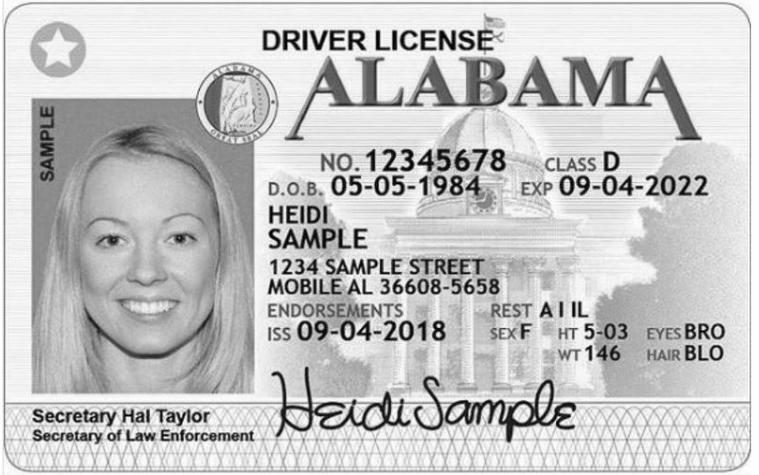 DRIVER LICENSE
ALABAMA
ALABAMA
GREAT SEAL
SAMPLE
NO. 12345678 CLASS D
D.O.B. 05-05-1984 EXP 09-04-2022
HEIDI
SAMPLE
1234 SAMPLE STREET
MOBILE AL 36608-5658
ENDORSEMENTS REST A I IL
ISS 09-04-2018 SEX F HT 5-03 EYES BRO
WT 146 HAIR BLO
Heidi Sample
Secretary Hal Taylor
Secretary of Law Enforcement